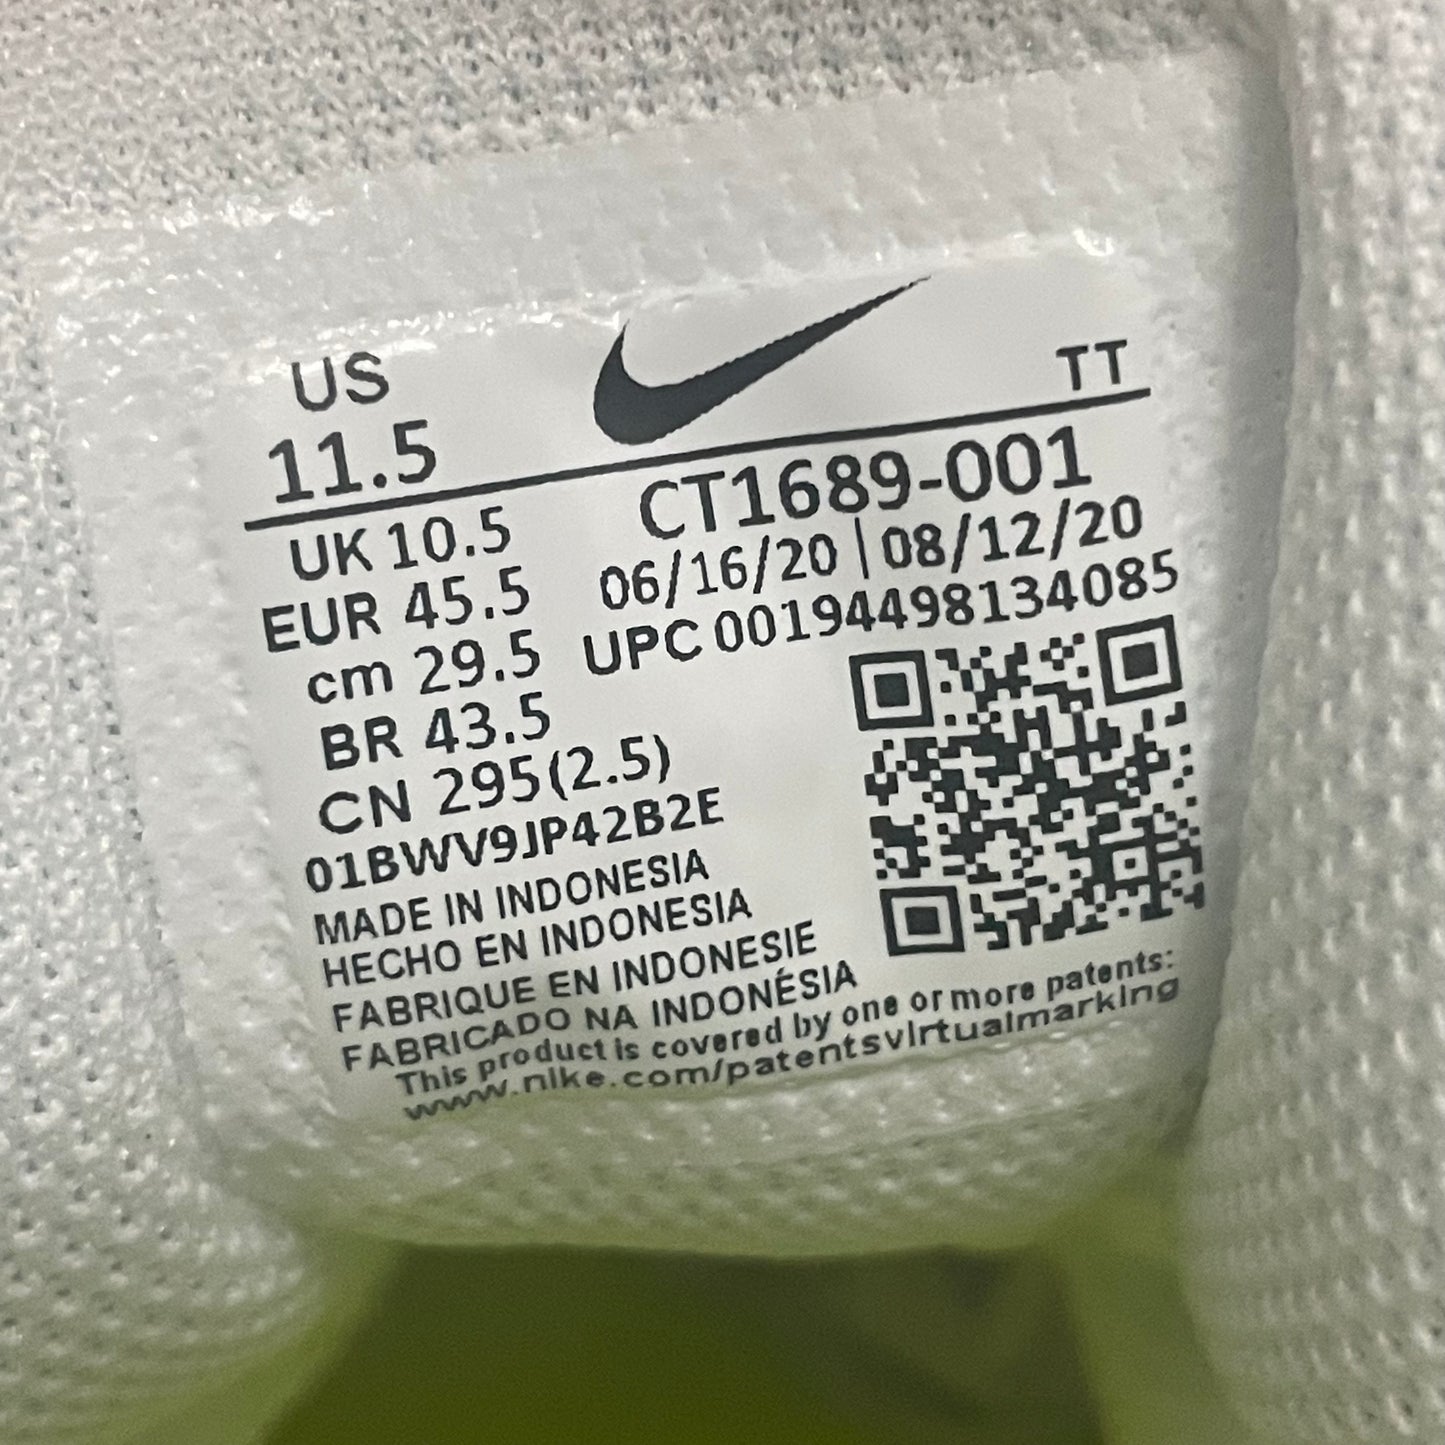 US
TT
11.5
UK 10.5
CT1689-001
EUR 45.5
06/16/20 | 08/12/20
cm 29.5
UPC 00194498134085
BR 43.5
CN 295(2.5)
01BWV9JP42B2E
MADE IN INDONESIA
HECHO EN INDONESIA
FABRIQUE EN INDONESIE
FABRICADO NA INDONÉSIA
This product is covered by one or more patents:
www.nike.com/patentsvirtualmarking